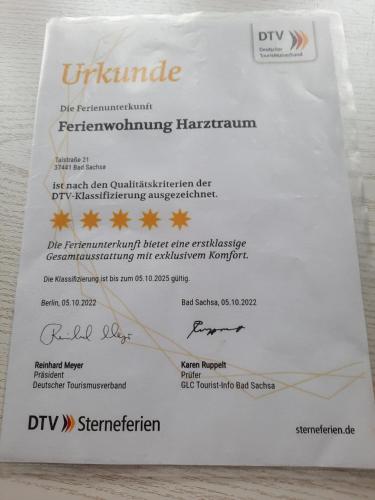 DTV
Deutscher
Tourismusverband
Urkunde
Die Ferienunterkunft
Ferienwohnung Harztraum
Talstraße 21
37441 Bad Sachsa
ist nach den Qualitätskriterien der
DTV-Klassifizierung ausgezeichnet.
Die Ferienunterkunft bietet eine erstklassige
Gesamtausstattung mit exklusivem Komfort.
Die Klassifizierung ist bis zum 05.10.2025 gültig.
Berlin, 05.10.2022 Bad Sachsa, 05.10.2022
Reinhard Meyer Karen Ruppelt
Präsident Prüfer
Deutscher Tourismusverband GLC Tourist-Info Bad Sachsa
DTV Sterneferien sterneferien.de